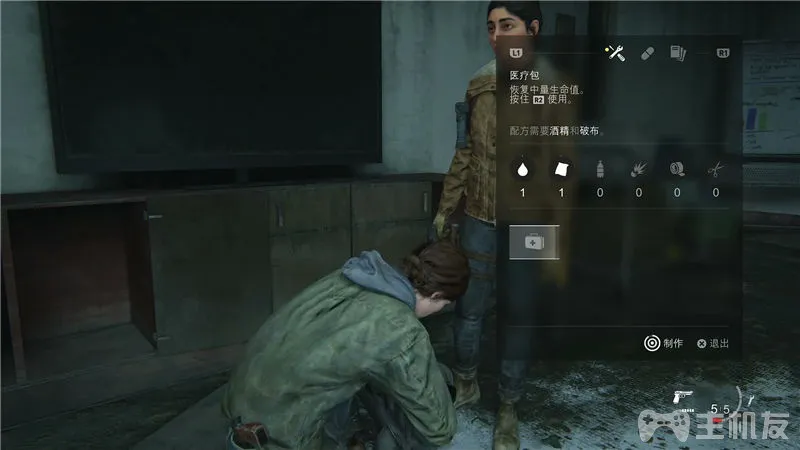 L1
R1
医疗包
恢复中量生命值。
按住 R2 使用。
配方需要酒精和破布。
1 1 0 0 0 0
制作 退出
5 5
主机友